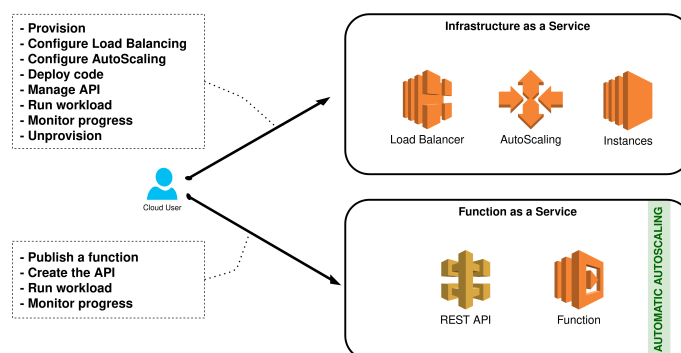 - Provision
- Configure Load Balancing
- Configure AutoScaling
- Deploy code
- Manage API
- Run workload
- Monitor progress
- Unprovision
Infrastructure as a Service
Load Balancer
AutoScaling
Instances
Cloud User
- Publish a function
- Create the API
- Run workload
- Monitor progress
Function as a Service
REST API
Function
AUTOMATIC AUTOSCALING